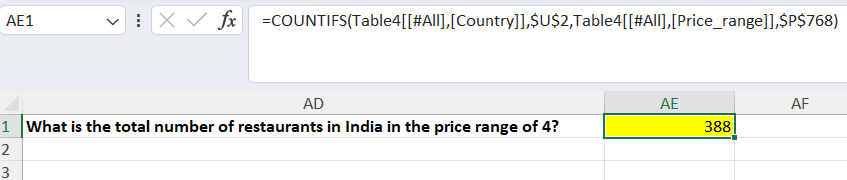 AE1 fx =COUNTIFS(Table4[[#All],[Country]],$U$2,Table4[[#All],[Price_range]],$P$768)
AD AE AF
1 What is the total number of restaurants in India in the price range of 4? 388
2
3